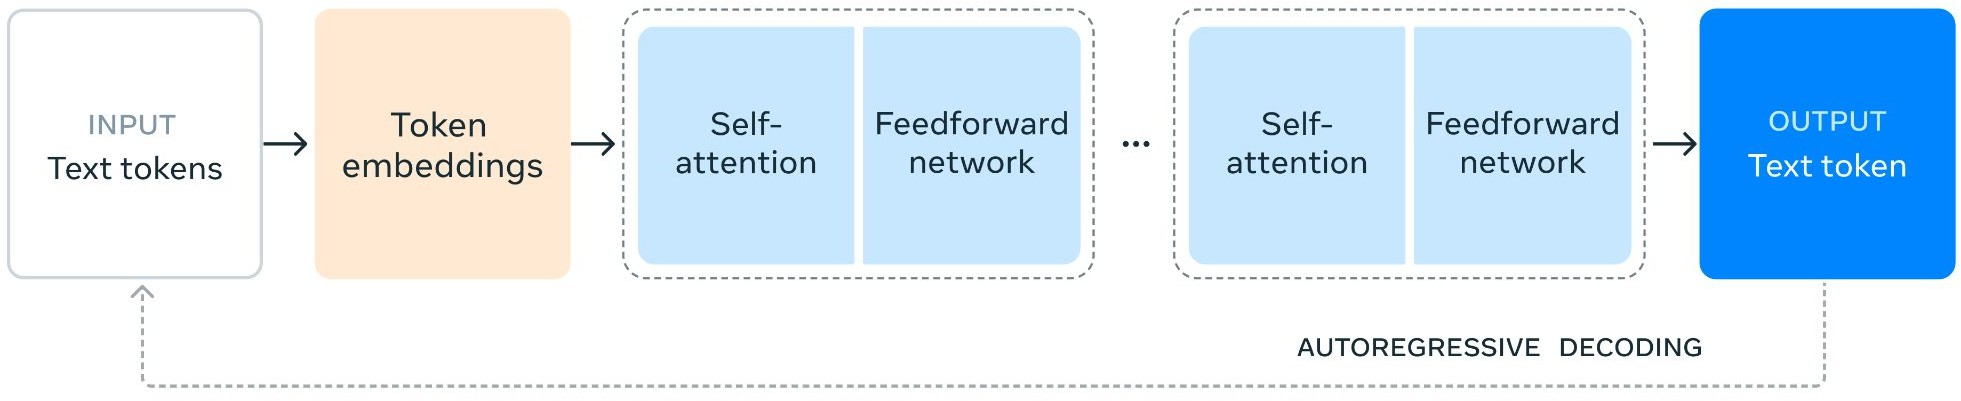 INPUT
Text tokens
Token
embeddings
Self-
attention
Feedforward
network
...
Self-
attention
Feedforward
network
OUTPUT
Text token
AUTOREGRESSIVE DECODING